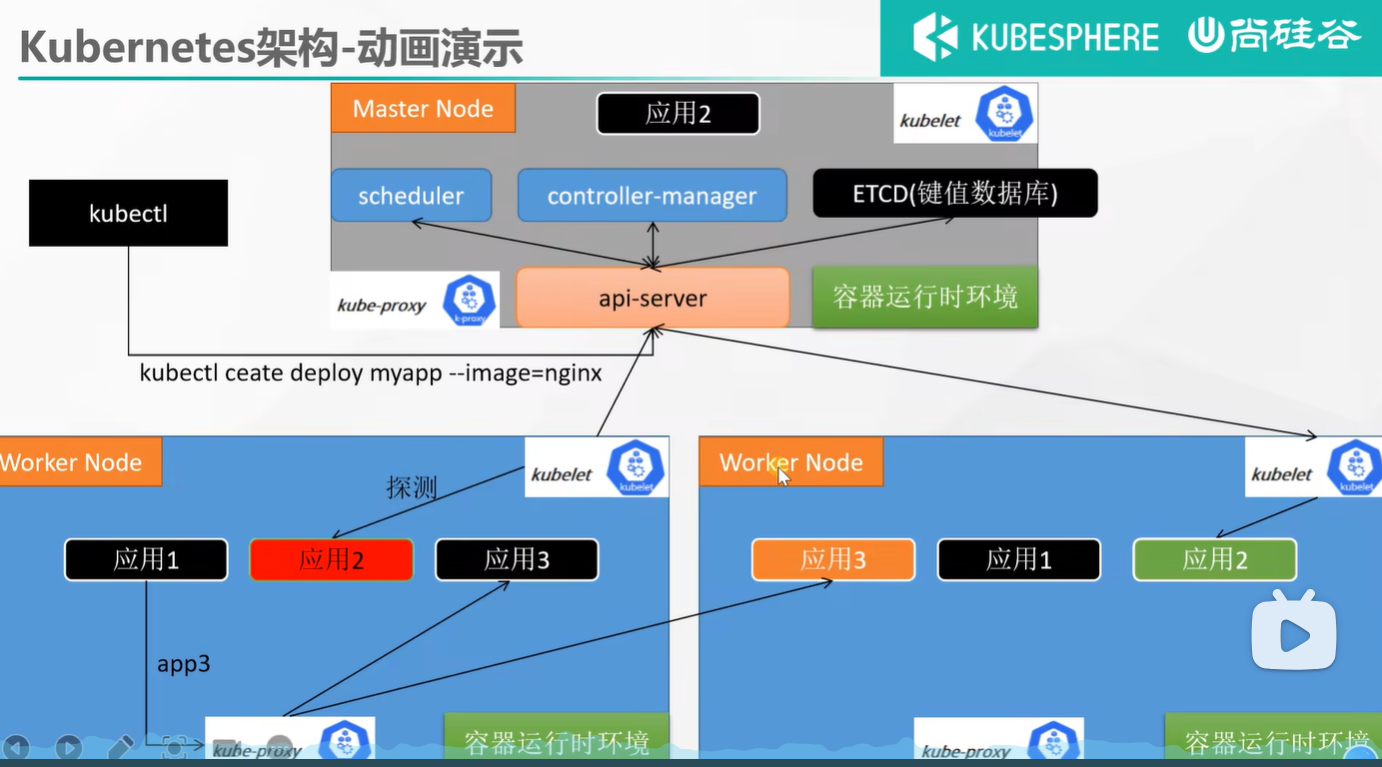 Kubernetes架构-动画演示
KUBESPHERE
尚硅谷
Master Node
应用2
kubelet
kubelet
scheduler
controller-manager
ETCD(键值数据库)
kubectl
kube-proxy
k-proxy
api-server
容器运行时环境
kubectl ceate deploy myapp --image=nginx
Worker Node
kubelet
kubelet
探测
应用1
应用2
应用3
app3
kube-proxy
容器运行时环境
Worker Node
kubelet
kubelet
应用3
应用1
应用2
kube-proxy
容器运行时环境